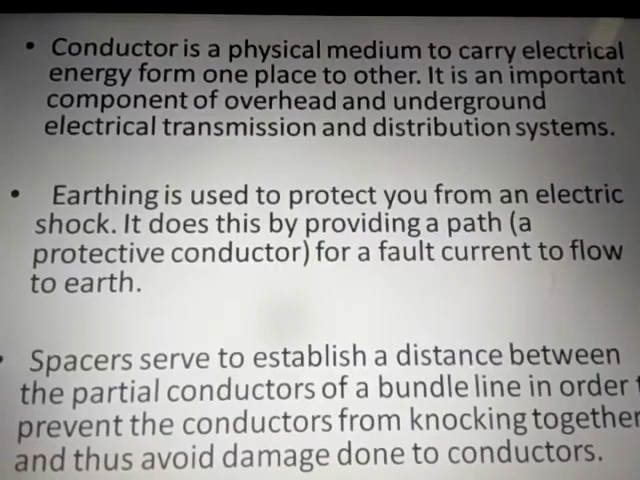 • Conductor is a physical medium to carry electrical
energy form one place to other. It is an important
component of overhead and underground
electrical transmission and distribution systems.
• Earthing is used to protect you from an electric
shock. It does this by providing a path (a
protective conductor) for a fault current to flow
to earth.
• Spacers serve to establish a distance between
the partial conductors of a bundle line in order
prevent the conductors from knocking together
and thus avoid damage done to conductors.